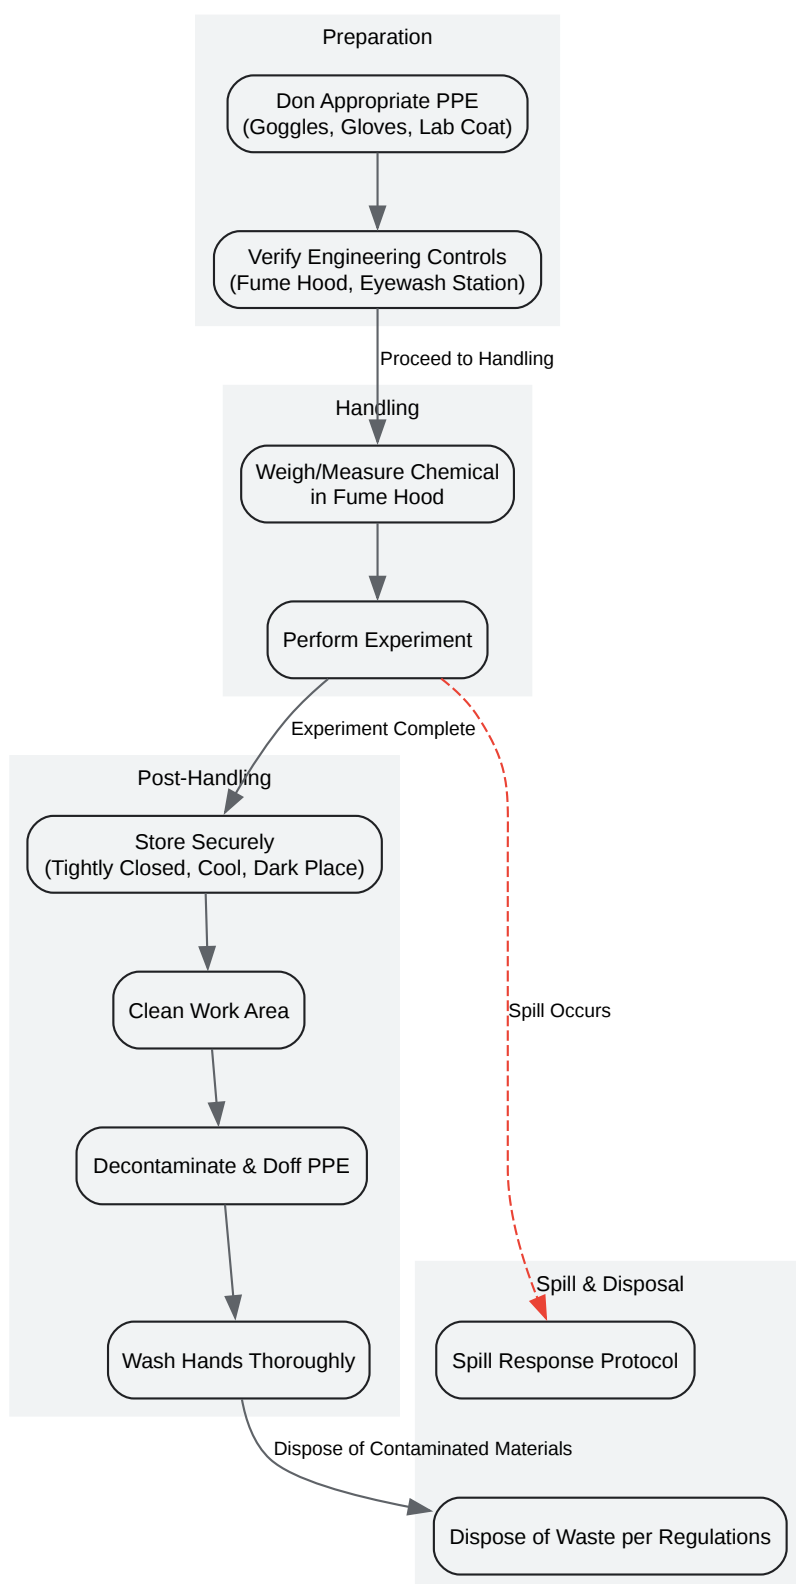 Preparation
Don Appropriate PPE
(Goggles, Gloves, Lab Coat)
Verify Engineering Controls
(Fume Hood, Eyewash Station)
Proceed to Handling
Handling
Weigh/Measure Chemical
in Fume Hood
Perform Experiment
Experiment Complete
Post-Handling
Store Securely
(Tightly Closed, Cool, Dark Place)
Clean Work Area
Spill Occurs
Decontaminate & Doff PPE
Spill & Disposal
Wash Hands Thoroughly
Spill Response Protocol
Dispose of Contaminated Materials
Dispose of Waste per Regulations